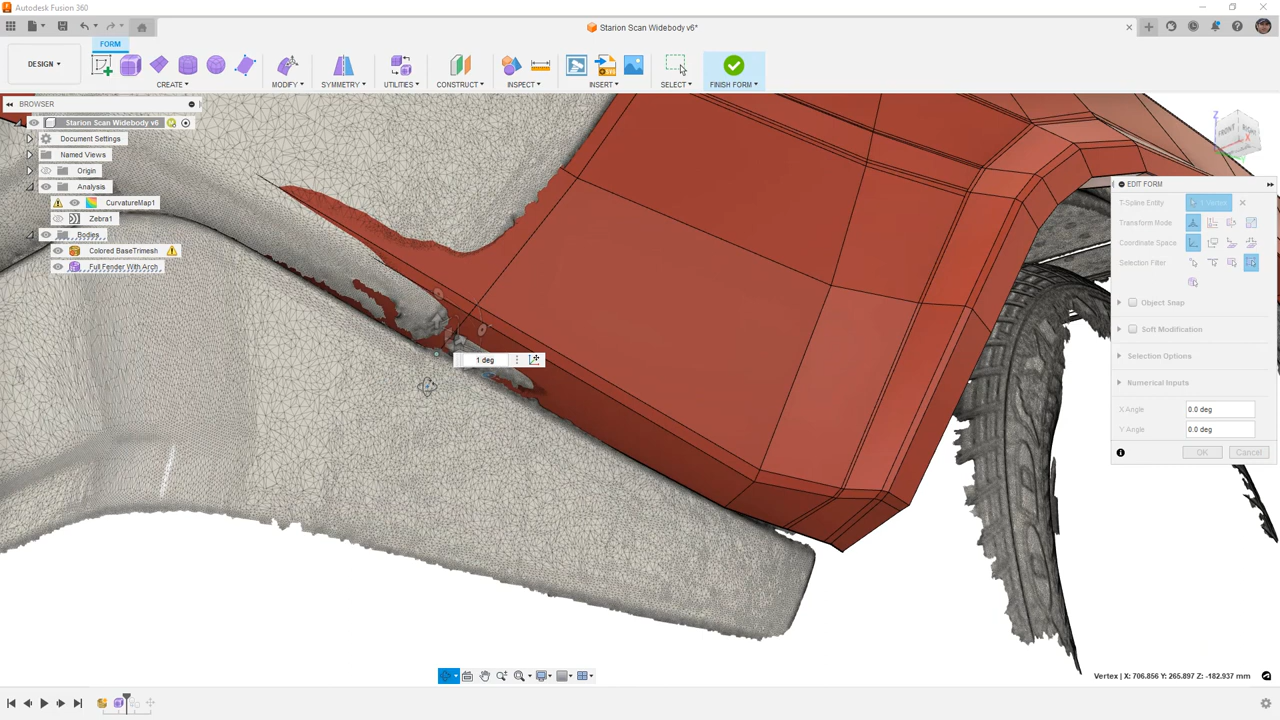 Autodesk Fusion 360
Starion Scan Widebody v6*
FORM
DESIGN
CREATE
MODIFY
SYMMETRY
UTILITIES
CONSTRUCT
INSPECT
INSERT
SELECT
FINISH FORM
BROWSER
Starion Scan Widebody v6
Document Settings
Named Views
Origin
Analysis
CurvatureMap1
Zebra1
Bodies
Colored BaseTrimesh
Full Fender With Arch
1 deg
Z
FRONT
RIGHT
X
EDIT FORM
T-Spline Entity
1 Vertex
Transform Mode
Coordinate Space
Selection Filter
Object Snap
Soft Modification
Selection Options
Numerical Inputs
X Angle
0.0 deg
Y Angle
0.0 deg
OK
Cancel
Vertex | X: 706.856 Y: 265.897 Z: -182.937 mm